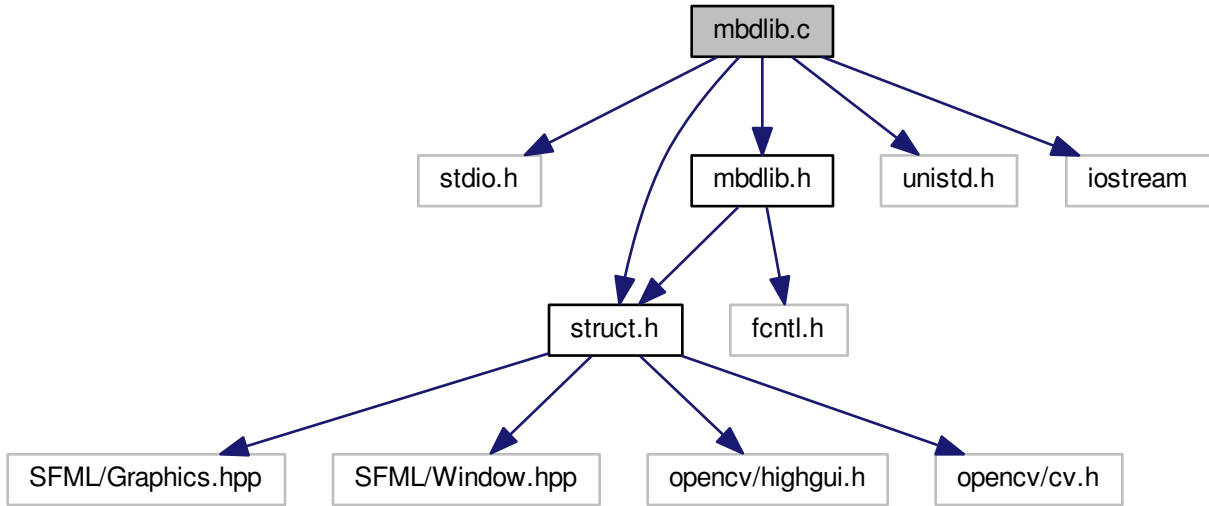 mbdlib.c
stdio.h
mbdlib.h
unistd.h
iostream
struct.h
fcntl.h
SFML/Graphics.hpp
SFML/Window.hpp
opencv/highgui.h
opencv/cv.h